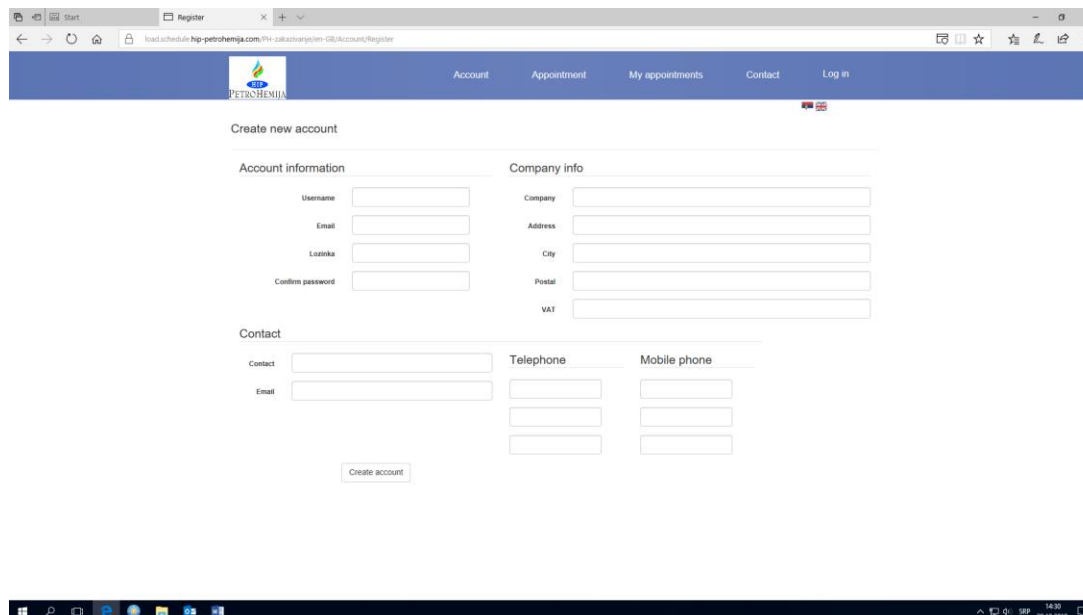 Start
Register
load.schedule.hip-petrohemija.com/PH-zakazivanje/en-GB/Account/Register
HIP
PETROHEMIJA
Account Appointment My appointments Contact Log in
Create new account
Account information
Company info
Username
Company
Email
Address
Lozinka
City
Confirm password
Postal
VAT
Contact
Contact
Telephone
Mobile phone
Email
Create account
SRP
14:30